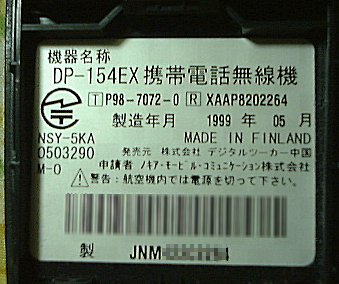 機器名称
DP-154EX 携帯電話無線機
T P98-7072-0 R XAAP8202264
製造年月 1999 年 05 月
NSY-5KA MADE IN FINLAND
0503290 発売元 株式会社 デジタルツーカー中国
M-0 申請者 ノキア・モービル・コミュニケーション株式会社
警告:航空機内では電源を切って下さい。
製 JNM